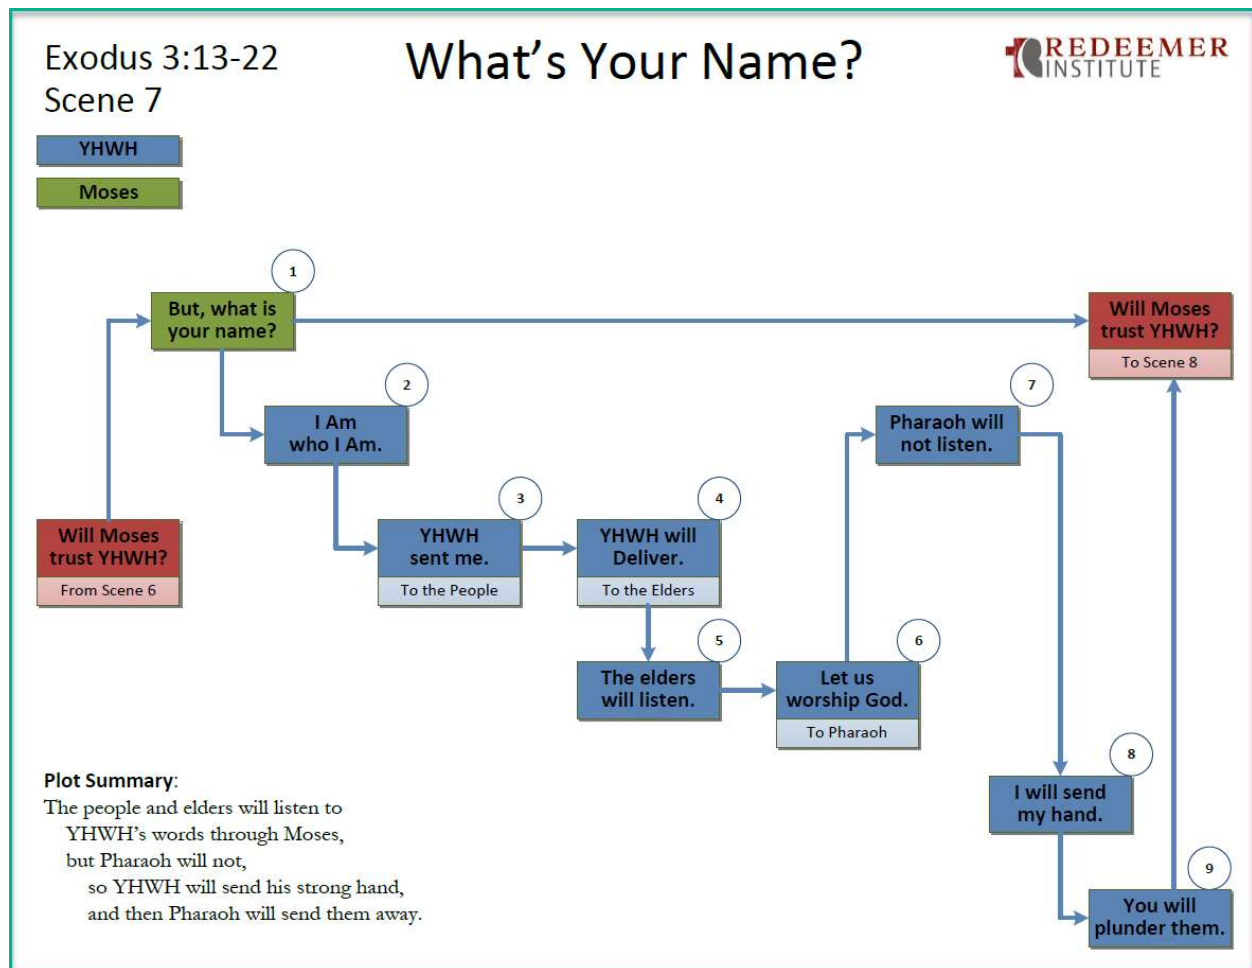 Exodus 3:13-22
Scene 7
What's Your Name?
REDEEMER
INSTITUTE
YHWH
Moses
1
But, what is
your name?
Will Moses
trust YHWH?
To Scene 8
2
I Am
who I Am.
7
Pharaoh will
not listen.
3
YHWH
sent me.
To the People
4
YHWH will
Deliver.
To the Elders
Will Moses
trust YHWH?
From Scene 6
5
The elders
will listen.
6
Let us
worship God.
To Pharaoh
8
I will send
my hand.
9
You will
plunder them.
Plot Summary:
The people and elders will listen to
YHWH's words through Moses,
but Pharaoh will not,
so YHWH will send his strong hand,
and then Pharaoh will send them away.